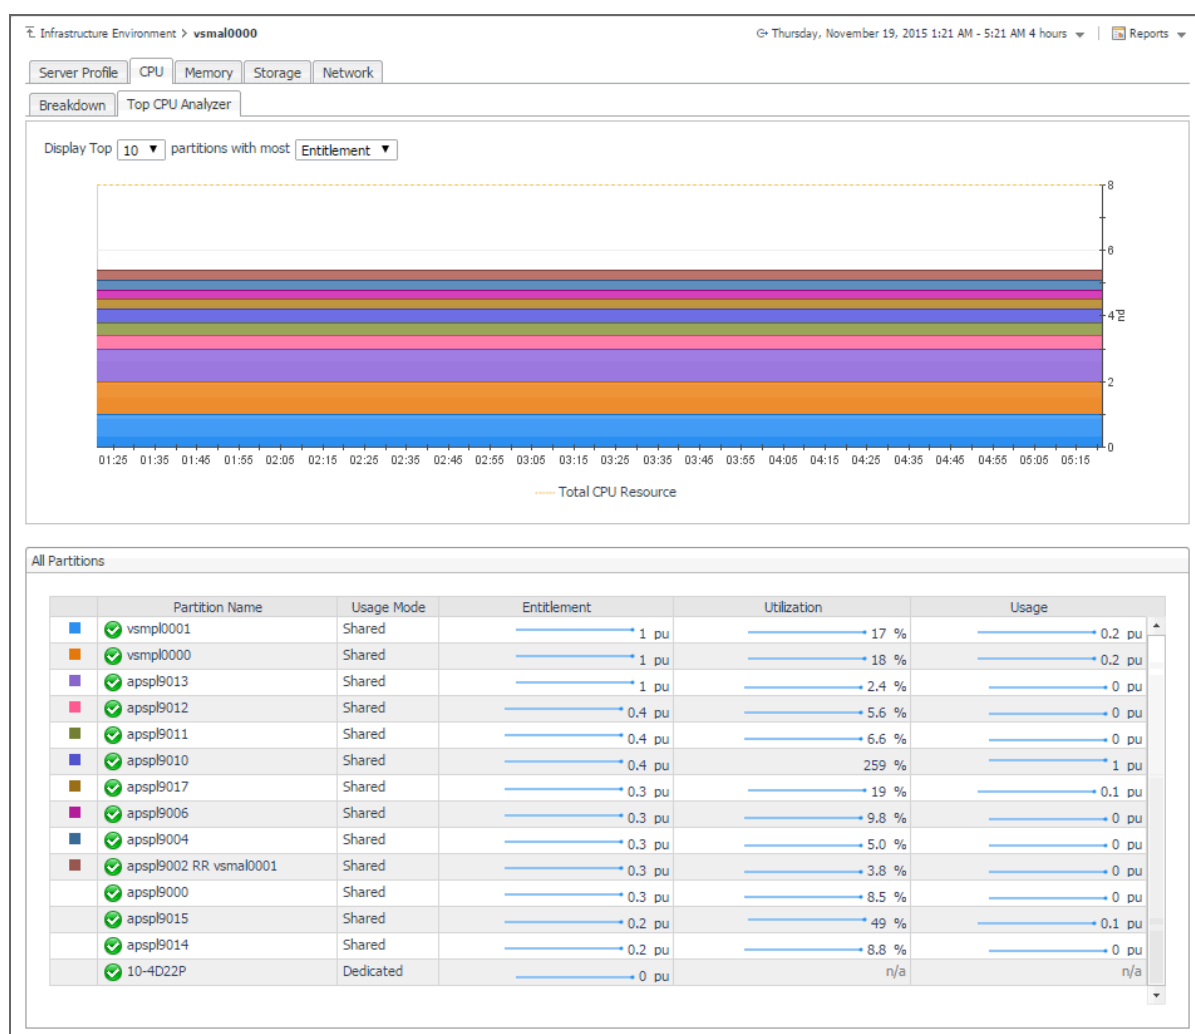 Infrastructure Environment > vsmal0000 Thursday, November 19, 2015 1:21 AM - 5:21 AM 4 hours | Reports
Server Profile CPU Memory Storage Network
Breakdown Top CPU Analyzer
Display Top 10 partitions with most Entitlement
8
6
4
pu
2
0
01:25 01:35 01:45 01:55 02:05 02:15 02:25 02:35 02:45 02:55 03:05 03:15 03:25 03:35 03:45 03:55 04:05 04:15 04:25 04:35 04:45 04:55 05:05 05:15
Total CPU Resource
All Partitions
Partition Name Usage Mode Entitlement Utilization Usage
vsmpl0001 Shared 1 pu 17 % 0.2 pu
vsmpl0000 Shared 1 pu 18 % 0.2 pu
apspl9013 Shared 1 pu 2.4 % 0 pu
apspl9012 Shared 0.4 pu 5.6 % 0 pu
apspl9011 Shared 0.4 pu 6.6 % 0 pu
apspl9010 Shared 0.4 pu 259 % 1 pu
apspl9017 Shared 0.3 pu 19 % 0.1 pu
apspl9006 Shared 0.3 pu 9.8 % 0 pu
apspl9004 Shared 0.3 pu 5.0 % 0 pu
apspl9002 RR vsmal0001 Shared 0.3 pu 3.8 % 0 pu
apspl9000 Shared 0.3 pu 8.5 % 0 pu
apspl9015 Shared 0.2 pu 49 % 0.1 pu
apspl9014 Shared 0.2 pu 8.8 % 0 pu
10-4D22P Dedicated 0 pu n/a n/a